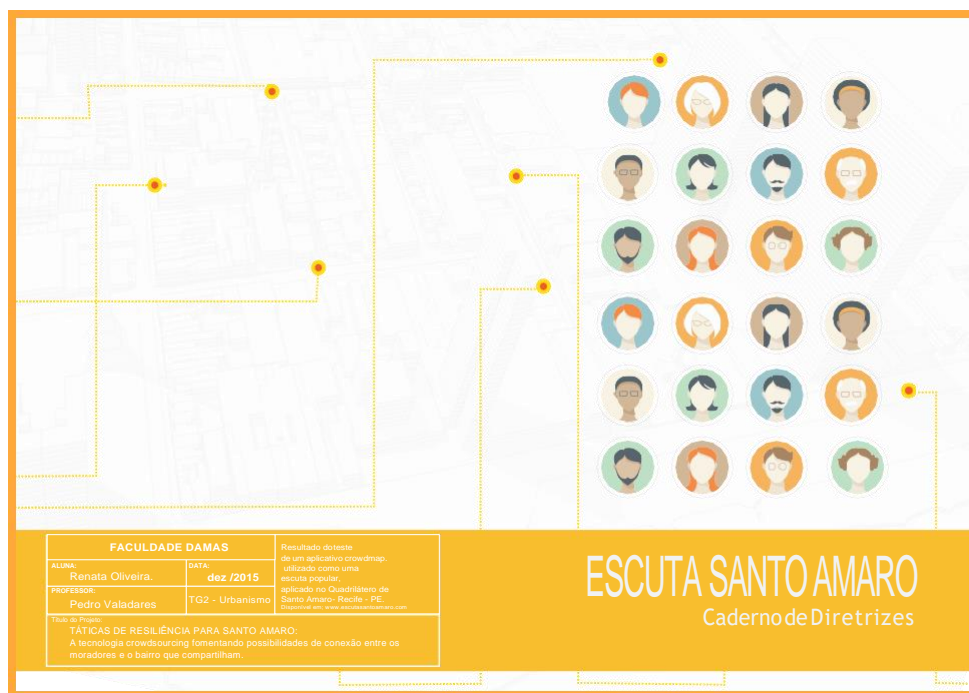 FACULDADE DAMAS
ALUNA:
Renata Oliveira.
DATA:
dez /2015
PROFESSOR:
Pedro Valadares
TG2 - Urbanismo
Resultado doteste
de um aplicativo crowdmap,
utilizado como uma
escuta popular,
aplicado no Quadrilátero de
Santo Amaro- Recife - PE.
Disponível em: www.escutasantoamaro.com
Título do Projeto:
TÁTICAS DE RESILIÊNCIA PARA SANTO AMARO:
A tecnologia crowdsourcing fomentando possibilidades de conexão entre os
moradores e o bairro que compartilham.
ESCUTA SANTO AMARO
Caderno de Diretrizes